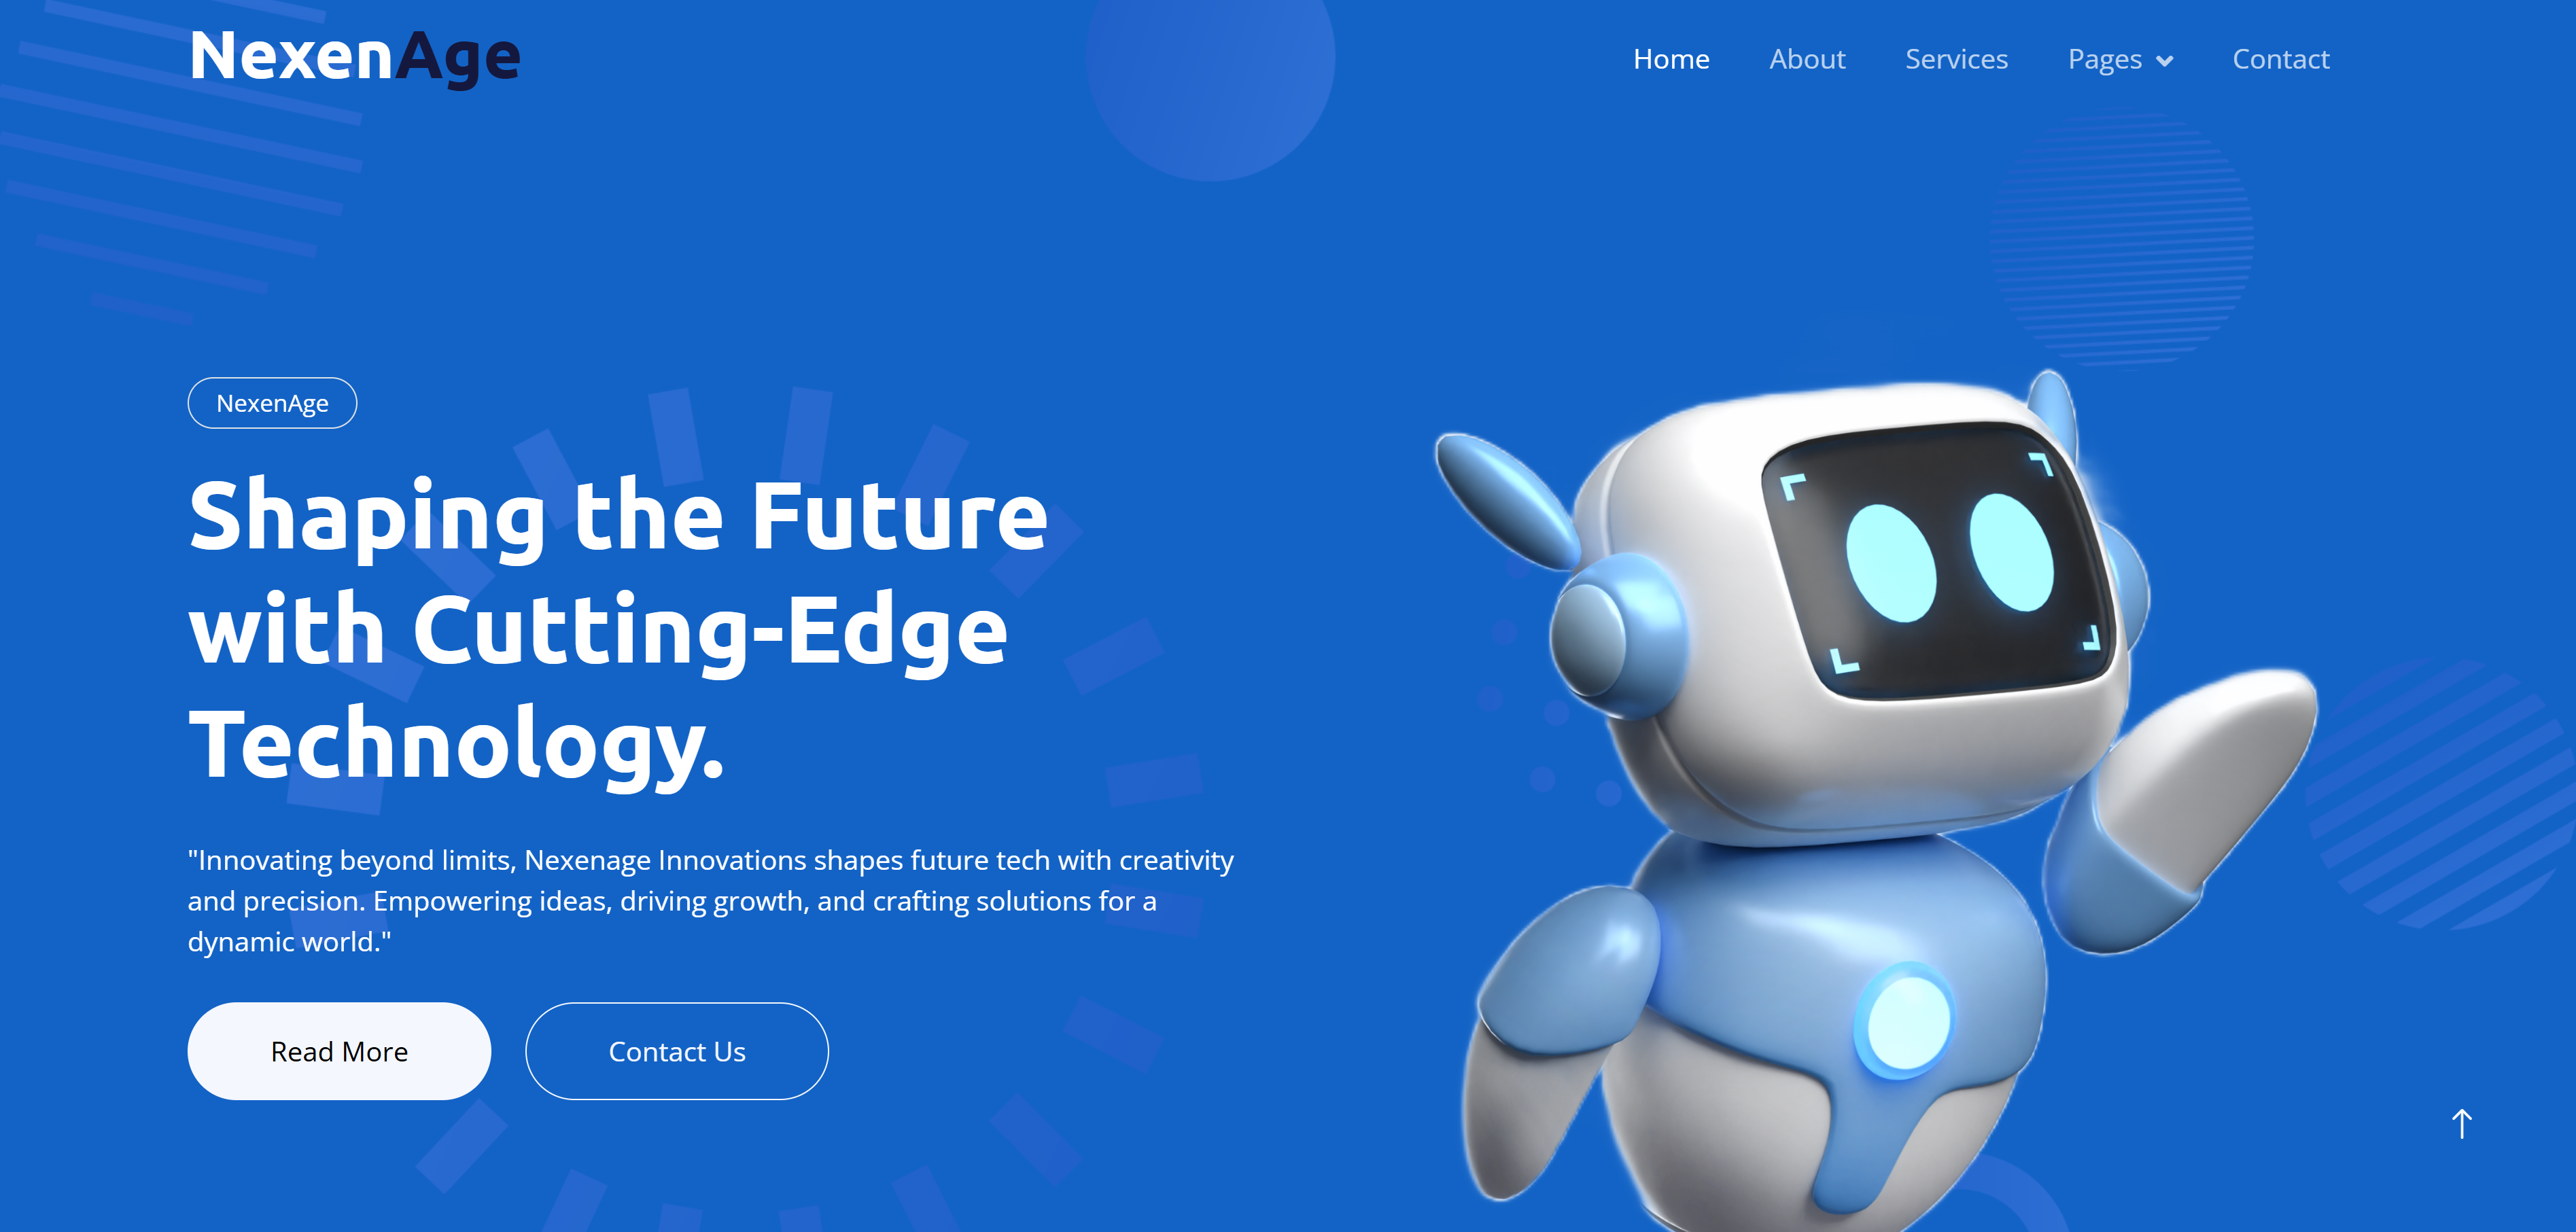 NexenAge
Home About Services Pages Contact
NexenAge
Shaping the Future
with Cutting-Edge
Technology.
"Innovating beyond limits, Nexenage Innovations shapes future tech with creativity
and precision. Empowering ideas, driving growth, and crafting solutions for a
dynamic world."
Read More
Contact Us